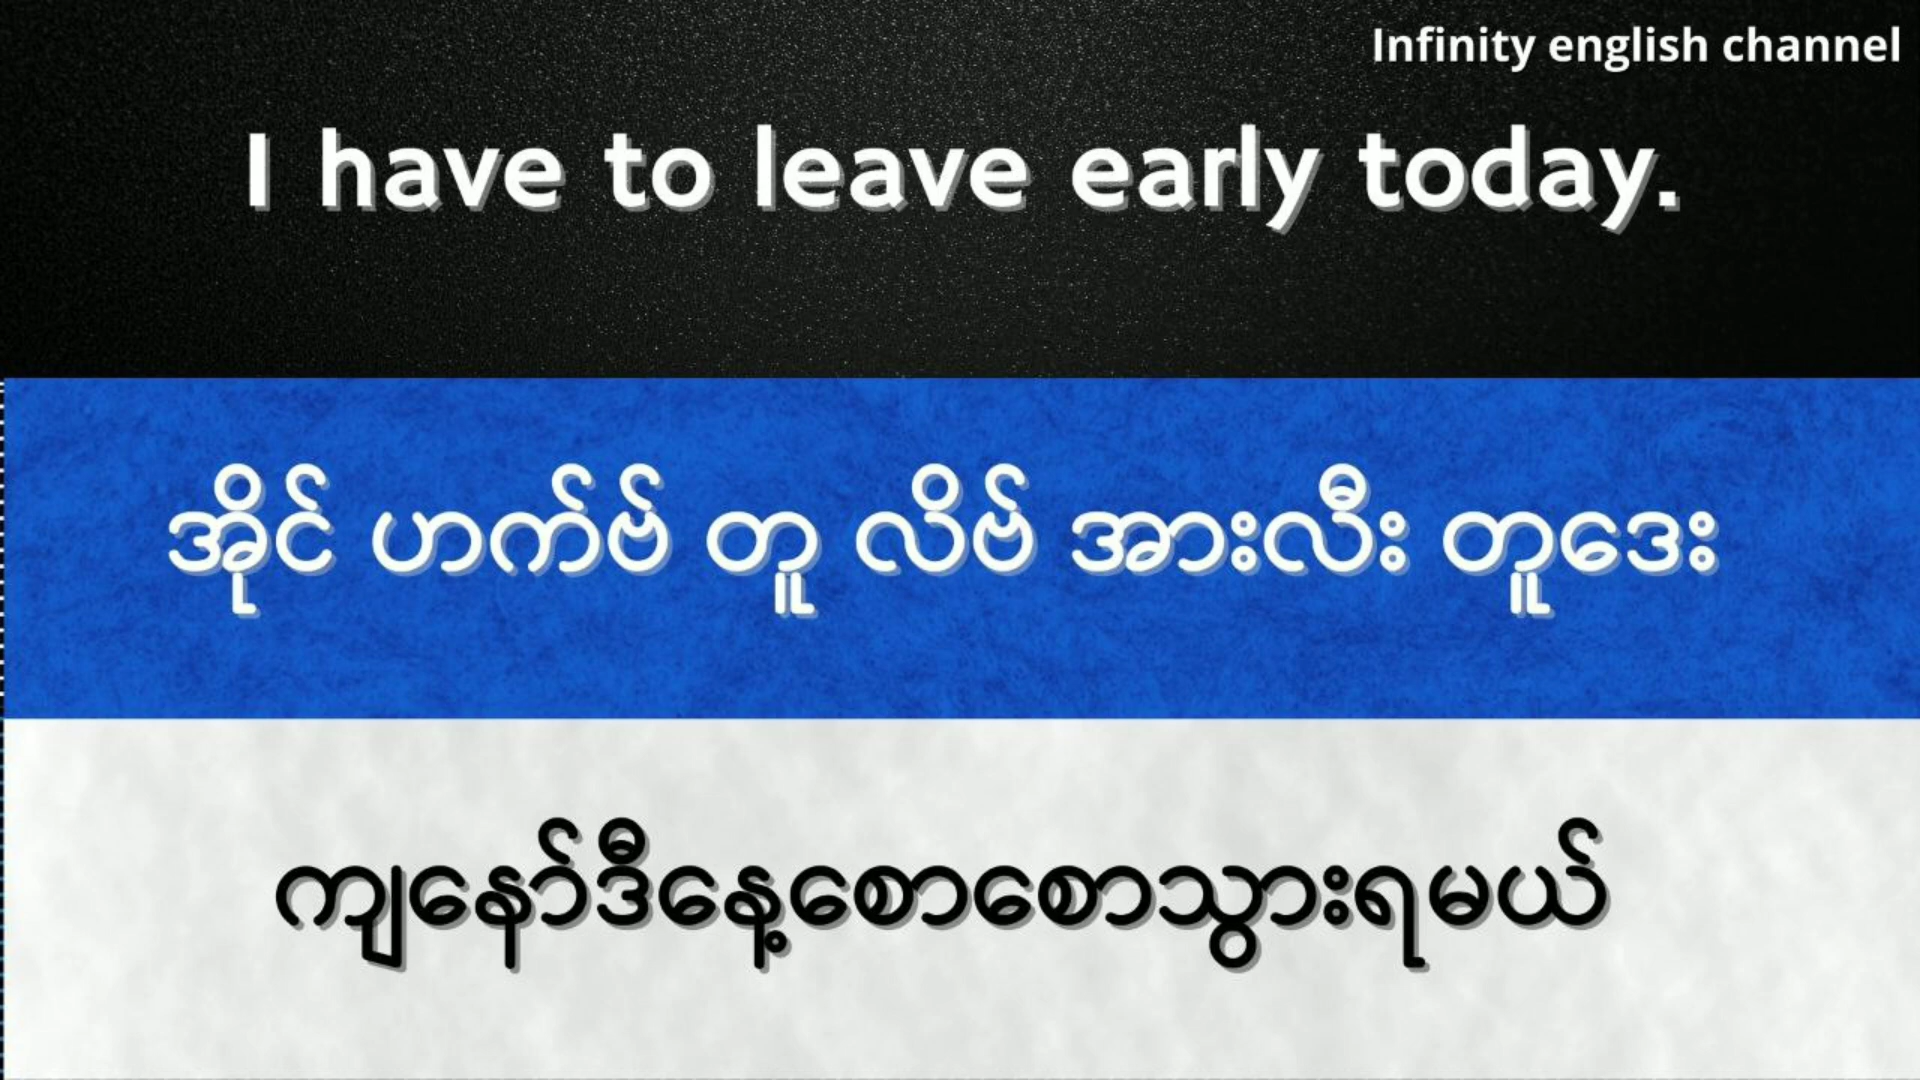 Infinity english channel
I have to leave early today.
အိုင် ဟက်ဗ် တူ လိဗ် အားလီး တူဒေး
ကျနော်ဒီနေ့စောစောသွားရမယ်